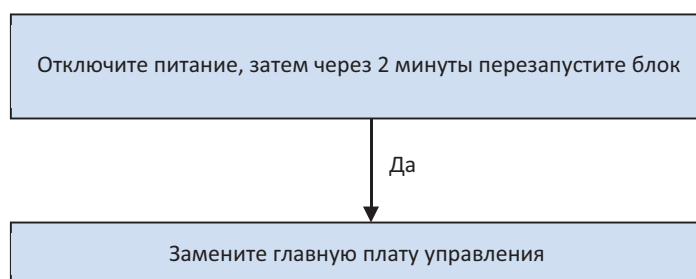 Отключите питание, затем через 2 минуты перезапустите блок
Да
Замените главную плату управления